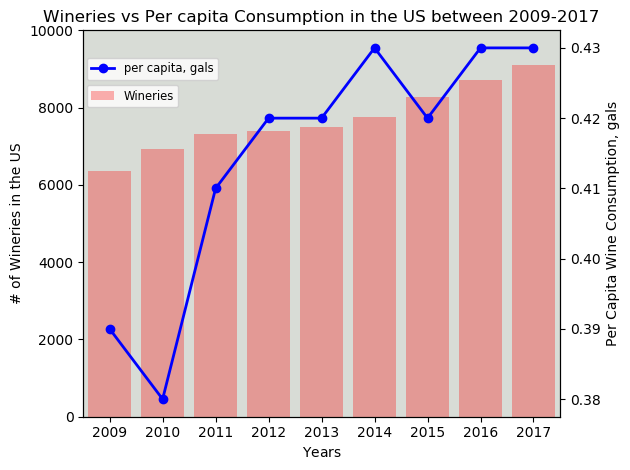 Wineries vs Per capita Consumption in the US between 2009-2017
10000
8000
6000
4000
2000
0
# of Wineries in the US
per capita, gals
Wineries
0.43
0.42
0.41
0.40
0.39
0.38
Per Capita Wine Consumption, gals
2009 2010 2011 2012 2013 2014 2015 2016 2017
Years